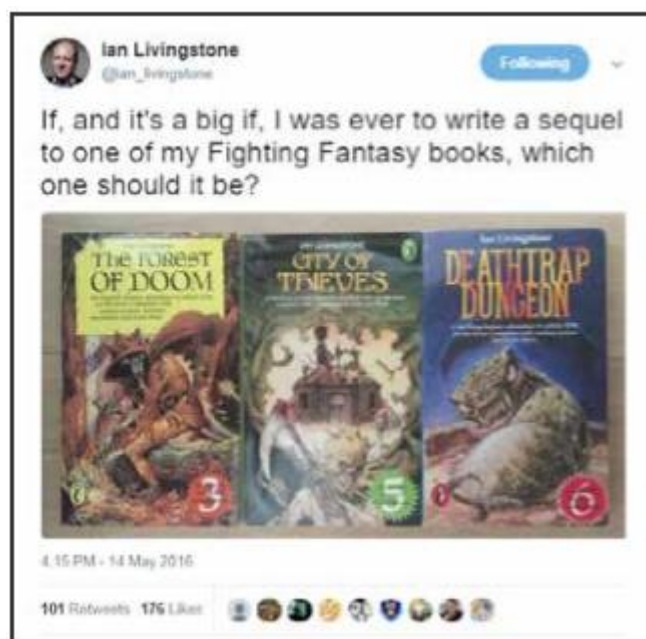 Ian Livingstone
@ian_livingstone
Following
If, and it's a big if, I was ever to write a sequel
to one of my Fighting Fantasy books, which
one should it be?
THE FOREST
OF DOOM
3
CITY OF
THIEVES
5
Ian Livingstone
DEATHTRAP
DUNGEON
6
4:15 PM - 14 May 2016
101 Retweets 176 Likes